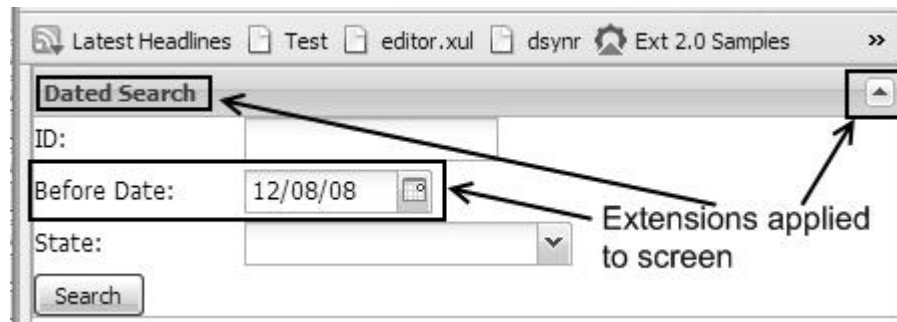 Latest Headlines Test editor.xul dsynr Ext 2.0 Samples »
Dated Search
ID:
Before Date: 12/08/08
Extensions applied
State:
to screen
Search